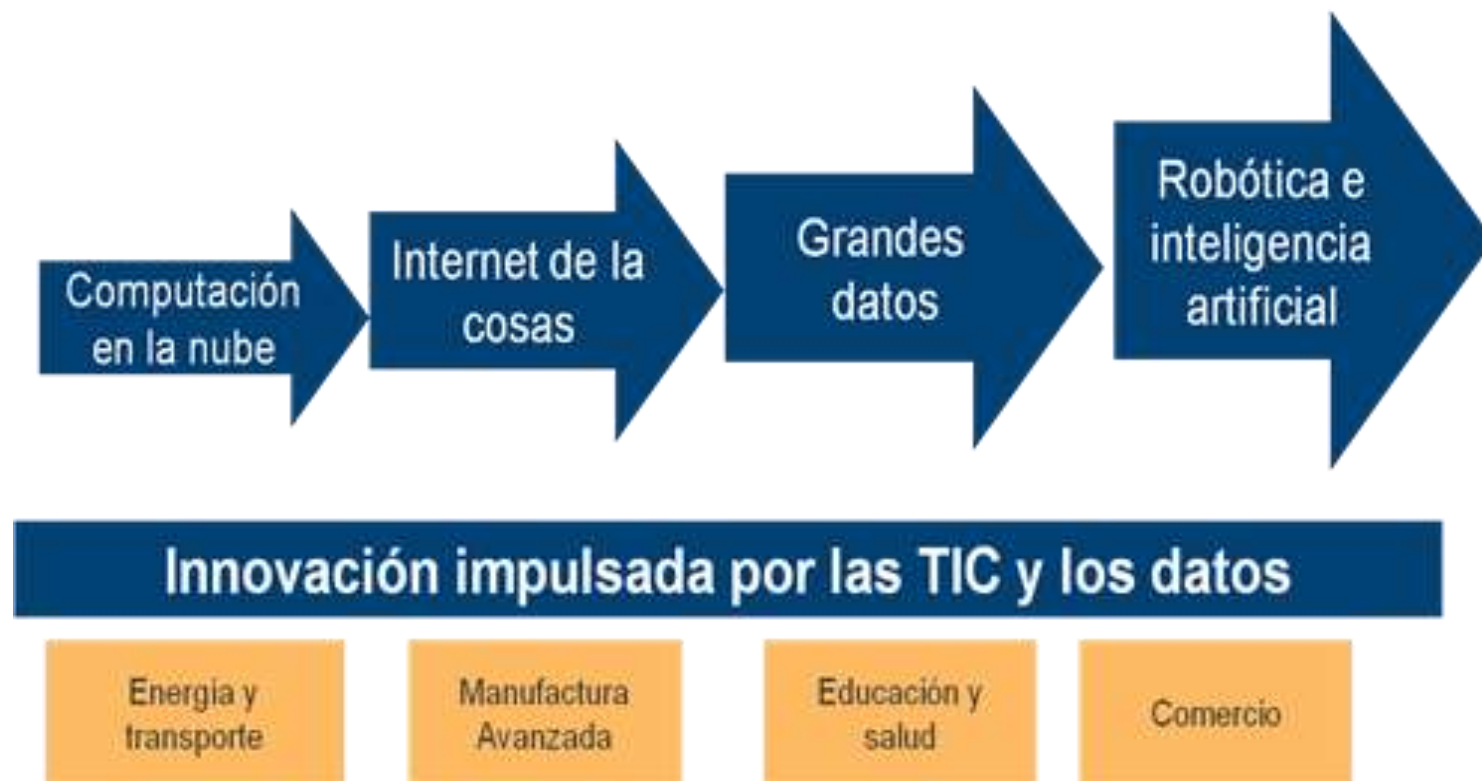 Computación
en la nube
Internet de la
cosas
Grandes
datos
Robótica e
inteligencia
artificial
Innovación impulsada por las TIC y los datos
Energia y
transporte
Manufactura
Avanzada
Educación y
salud
Comercio